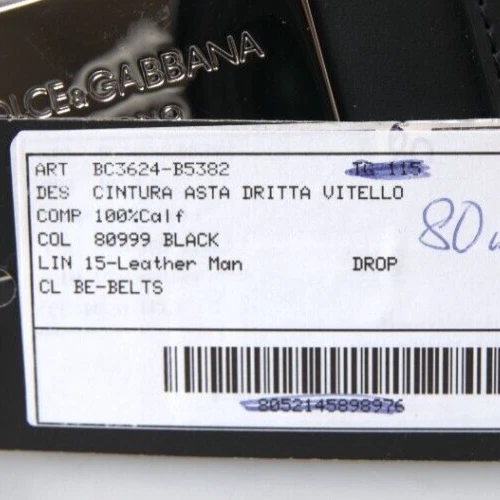 DOLCE&GABBANA
ART BC3624-B5382 TG 115
DES CINTURA ASTA DRITTA VITELLO
COMP 100%Calf
COL 80999 BLACK
80
LIN 15-Leather Man DROP
CL BE-BELTS
8052145898976